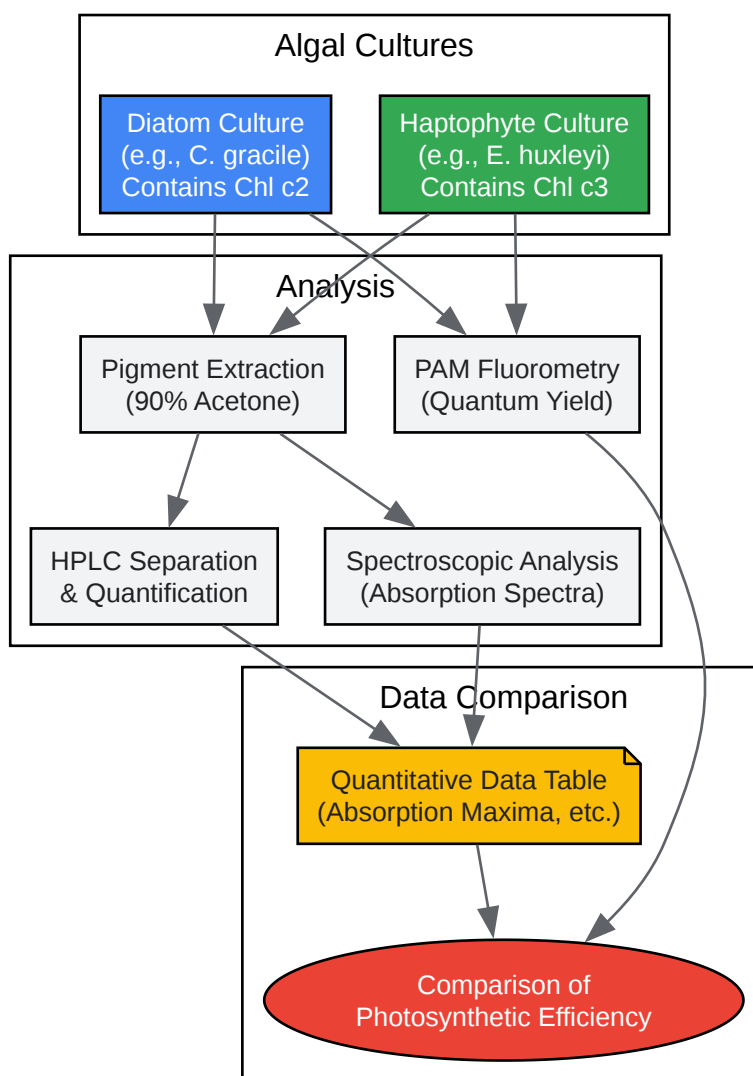 Algal Cultures
Diatom Culture
(e.g., C. gracile)
Contains Chl c2
Haptophyte Culture
(e.g., E. huxleyi)
Contains Chl c3
Analysis
Pigment Extraction
(90% Acetone)
PAM Fluorometry
(Quantum Yield)
HPLC Separation
& Quantification
Spectroscopic Analysis
(Absorption Spectra)
Data Comparison
Quantitative Data Table
(Absorption Maxima, etc.)
Comparison of
Photosynthetic Efficiency